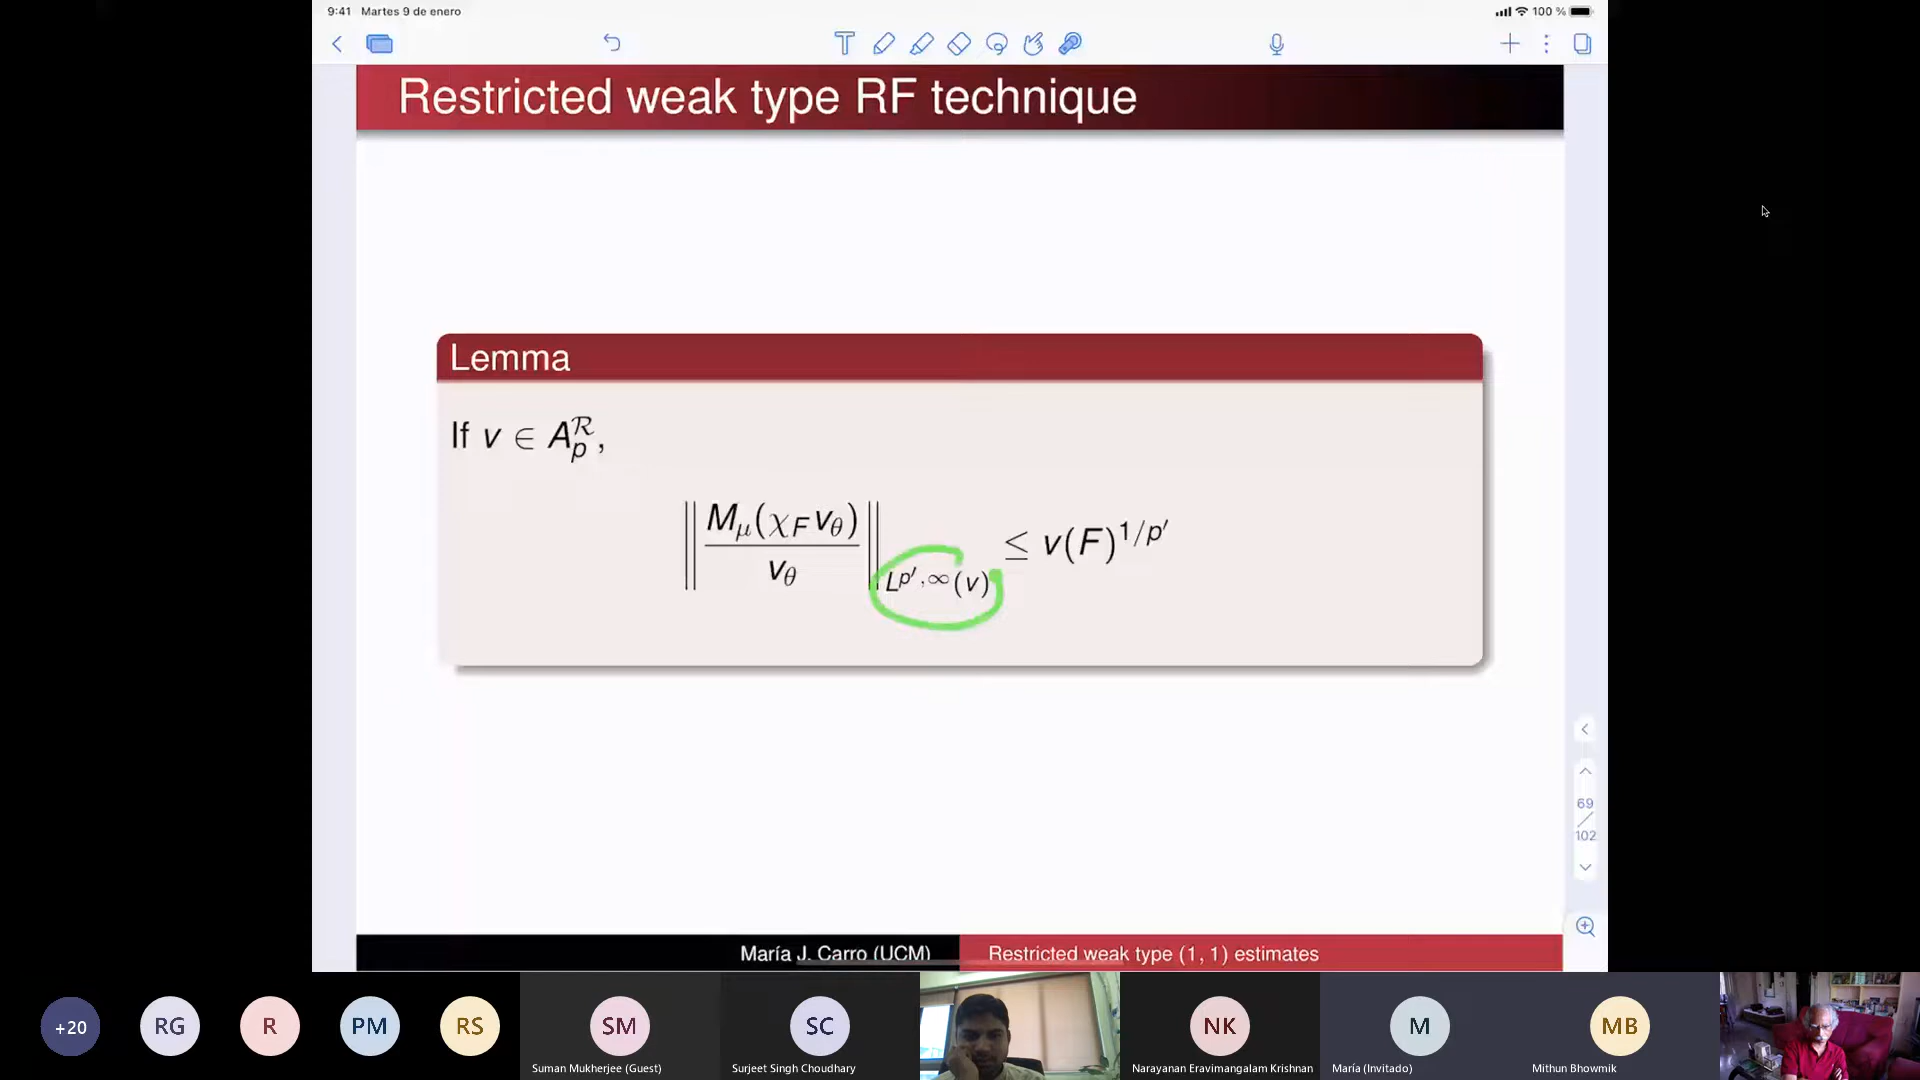 9:41 Martes 9 de enero
100 %
Restricted weak type RF technique
Lemma
If v ∈ A_p^ℛ,
‖ M_μ(χ_F v_θ) / v_θ ‖_{L^{p′,∞}(v)} ≤ v(F)^{1/p′}
69
102
María J. Carro (UCM)
Restricted weak type (1, 1) estimates
+20
RG
R
PM
RS
SM
SC
NK
M
MB
Suman Mukherjee (Guest)
Surjeet Singh Choudhary
Narayanan Eravimangalam Krishnan
María (Invitado)
Mithun Bhowmik